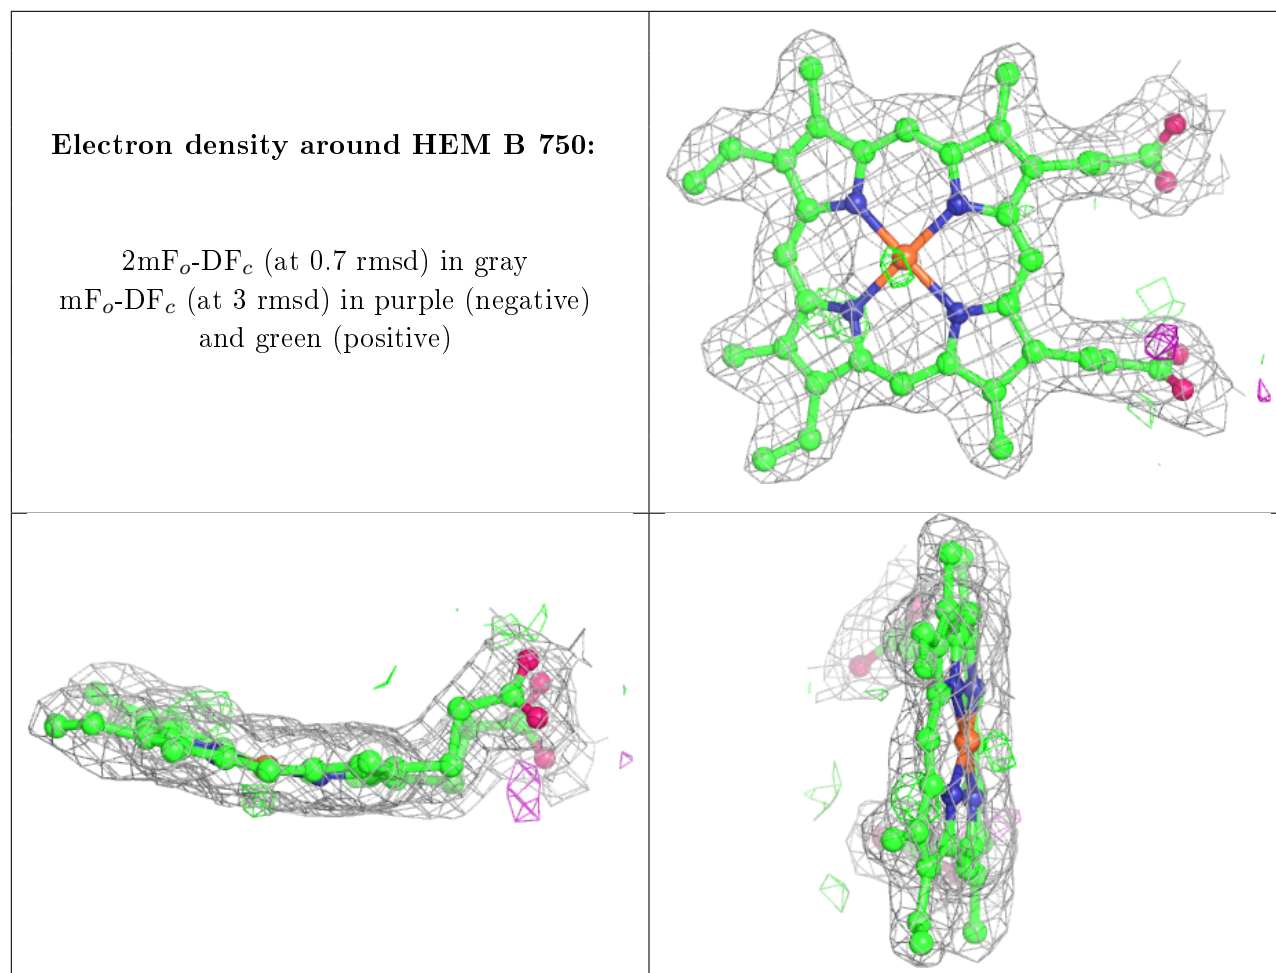 Electron density around HEM B 750:
2mFₒ-DF𝒸 (at 0.7 rmsd) in gray
mFₒ-DF𝒸 (at 3 rmsd) in purple (negative)
and green (positive)